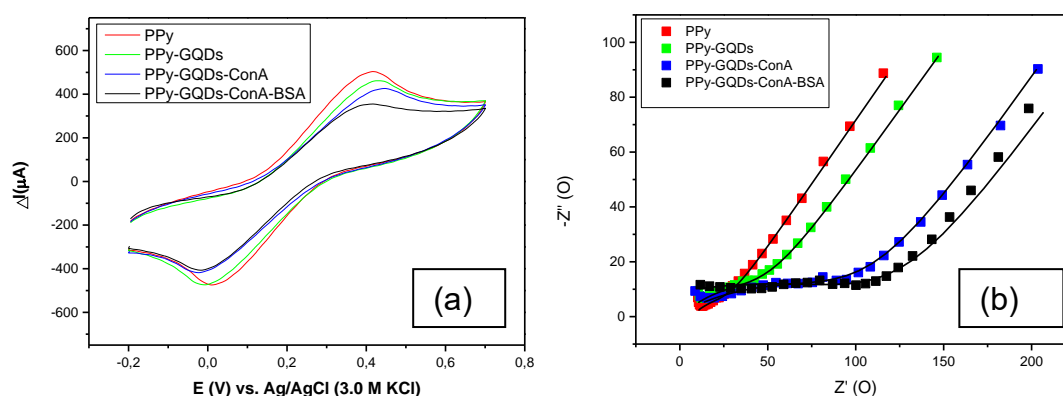 PPy
PPy-GQDs
PPy-GQDs-ConA
PPy-GQDs-ConA-BSA
600
400
200
0
-200
-400
-600
ΔI(μA)
-0,2
0,0
0,2
0,4
0,6
0,8
E (V) vs. Ag/AgCl (3.0 M KCl)
(a)
PPy
PPy-GQDs
PPy-GQDs-ConA
PPy-GQDs-ConA-BSA
100
80
60
40
20
0
-Z'' (O)
0
50
100
150
200
Z' (O)
(b)